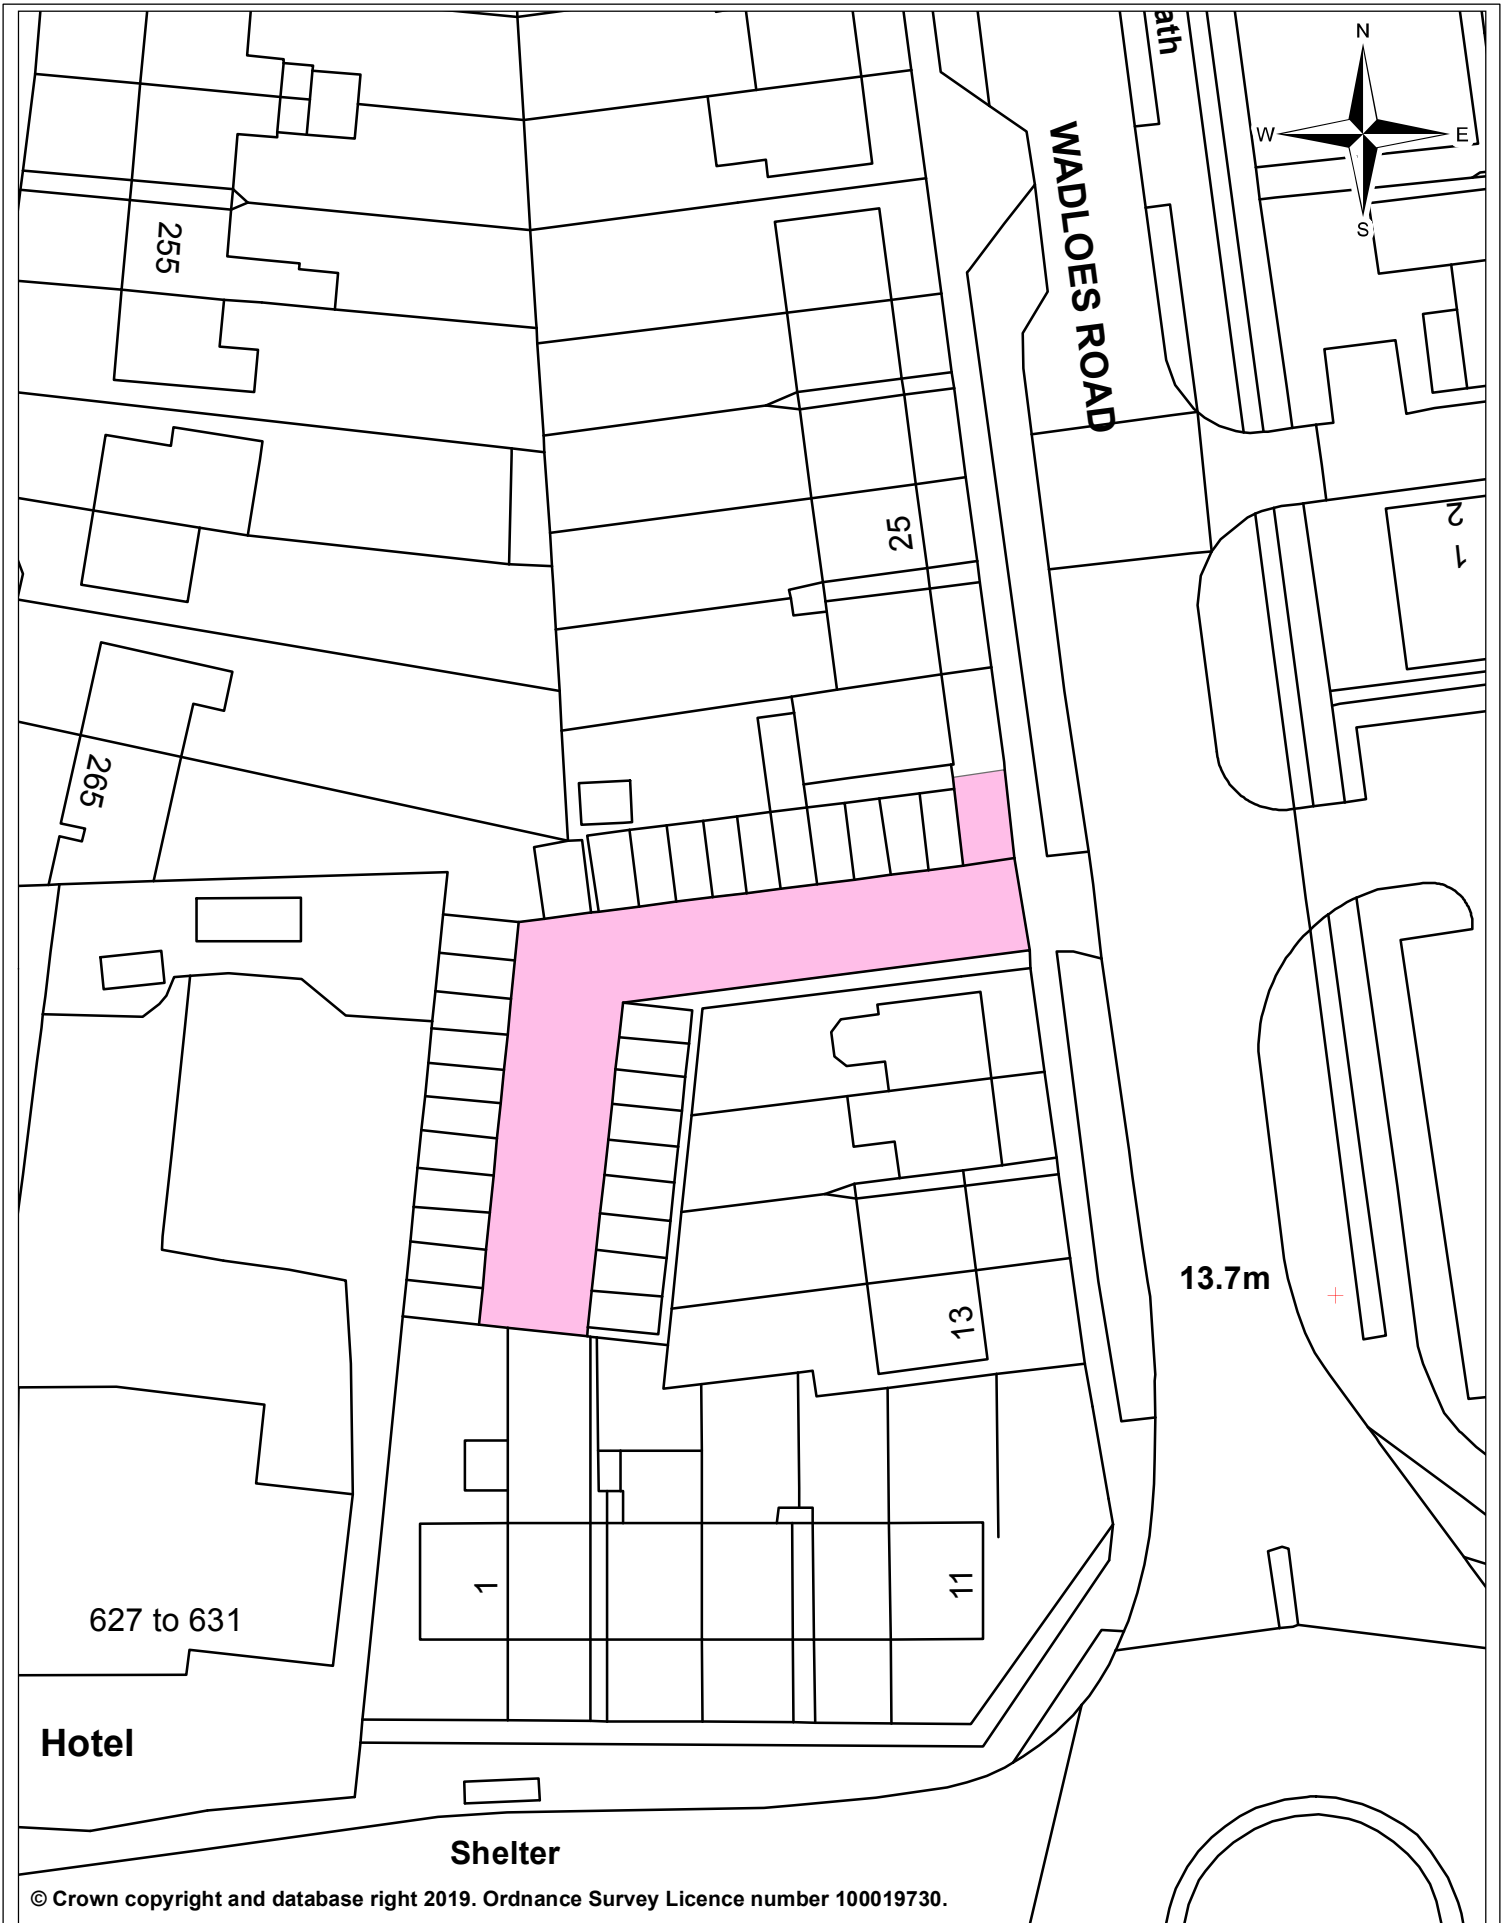 ath
N
W
E
S
WADLOES ROAD
255
25
2
1
265
13.7m
13
1
11
627 to 631
Hotel
Shelter
© Crown copyright and database right 2019. Ordnance Survey Licence number 100019730.